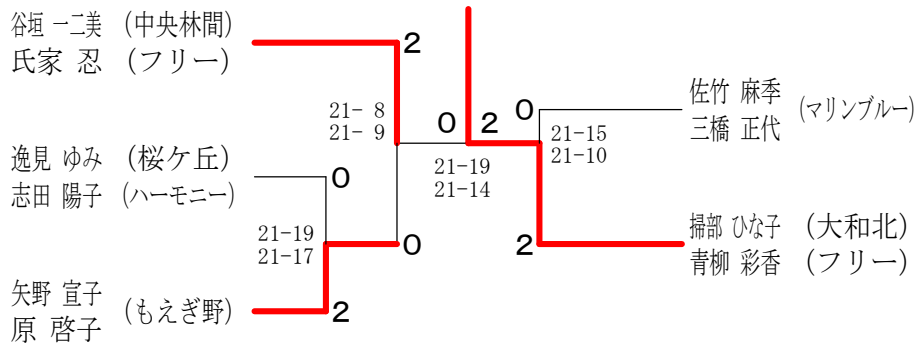 谷垣 一二美 (中央林間)
氏家 忍 (フリー)
2
21- 8
21- 9
逸見 ゆみ (桜ケ丘)
志田 陽子 (ハーモニー)
0
21-19
21-17
0
矢野 宣子
原 啓子
(もえぎ野)
2
0 2
21-19
21-14
0
21-15
21-10
2
佐竹 麻季
三橋 正代
(マリンブルー)
掃部 ひな子 (大和北)
青柳 彩香 (フリー)